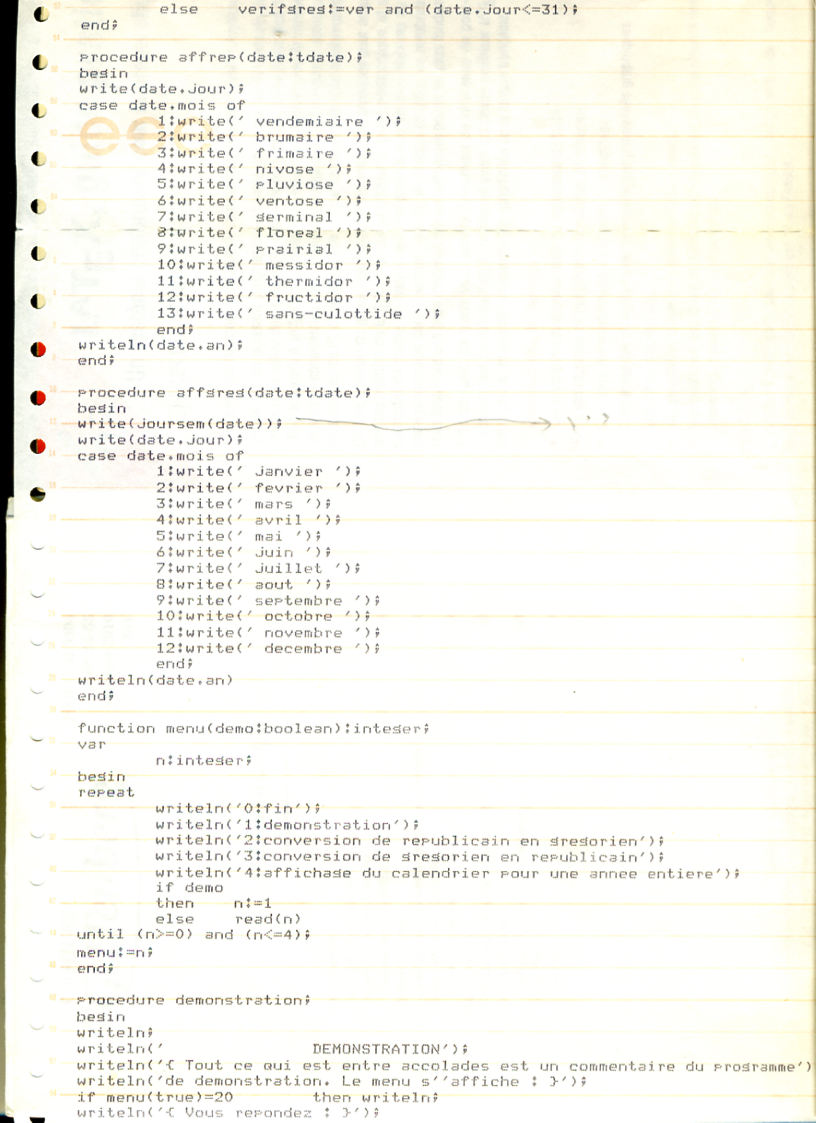 else    verifgreg:=ver and (date.jour<=31);
end;

procedure affrep(date:tdate);
begin
write(date.jour);
case date.mois of
1:write(' vendemiaire ');
2:write(' brumaire ');
3:write(' frimaire ');
4:write(' nivose ');
5:write(' pluviose ');
6:write(' ventose ');
7:write(' germinal ');
8:write(' floreal ');
9:write(' prairial ');
10:write(' messidor ');
11:write(' thermidor ');
12:write(' fructidor ');
13:write(' sans-culottide ');
end;
writeln(date.an);
end;

procedure affgreg(date:tdate);
begin
write(joursem(date));
write(date.jour);
case date.mois of
1:write(' janvier ');
2:write(' fevrier ');
3:write(' mars ');
4:write(' avril ');
5:write(' mai ');
6:write(' juin ');
7:write(' juillet ');
8:write(' aout ');
9:write(' septembre ');
10:write(' octobre ');
11:write(' novembre ');
12:write(' decembre ');
end;
writeln(date.an)
end;

function menu(demo:boolean):integer;
var
n:integer;
begin
repeat
writeln('0:fin');
writeln('1:demonstration');
writeln('2:conversion de republicain en gregorien');
writeln('3:conversion de gregorien en republicain');
writeln('4:affichage du calendrier pour une annee entiere');
if demo
then    n:=1
else    read(n)
until (n>=0) and (n<=4);
menu:=n;
end;

procedure demonstration;
begin
writeln;
writeln('                DEMONSTRATION');
writeln('{ Tout ce qui est entre accolades est un commentaire du programme')
writeln('de demonstration. Le menu s''affiche : }');
if menu(true)=20        then writeln;
writeln('{ Vous repondez : }');